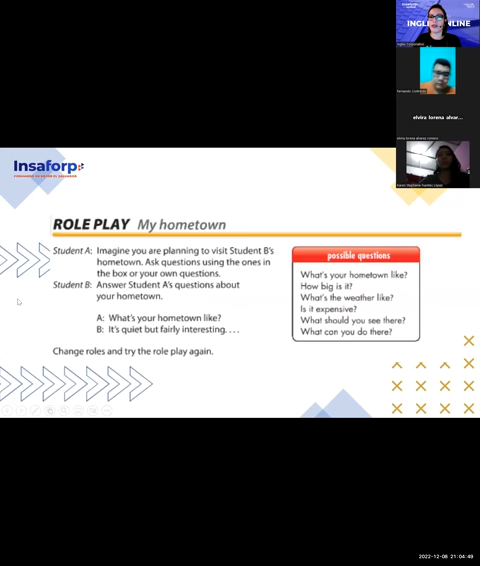 INGLÉS ONLINE
Fernando Contreras
elvira lorena alvar...
Insaforp
ROLE PLAY My hometown
Student A: Imagine you are planning to visit Student B's
hometown. Ask questions using the ones in
the box or your own questions.
Student B: Answer Student A's questions about
your hometown.
A: What's your hometown like?
B: It's quiet but fairly interesting. . . .
Change roles and try the role play again.
possible questions
What's your hometown like?
How big is it?
What's the weather like?
Is it expensive?
What should you see there?
What can you do there?
2022-12-08 21:04:49